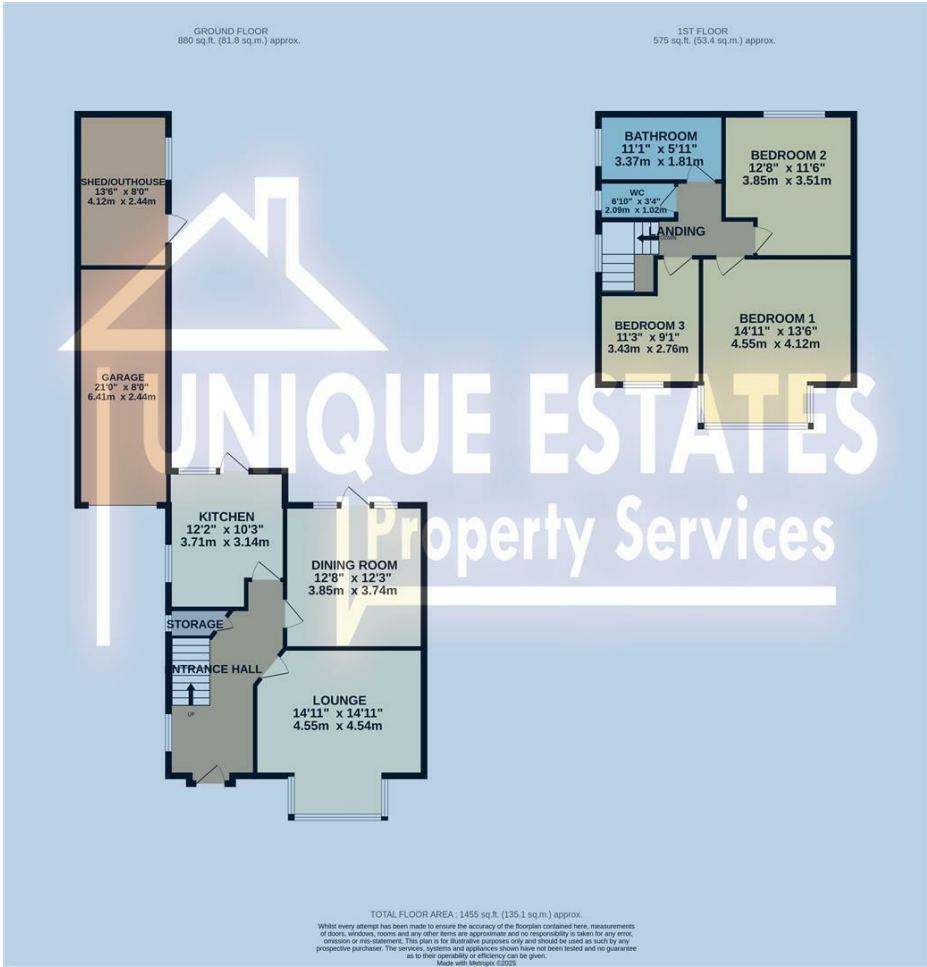 GROUND FLOOR
880 sq.ft. (81.8 sq.m.) approx.
1ST FLOOR
575 sq.ft. (53.4 sq.m.) approx.
SHED/OUTHOUSE
13'6" x 8'0"
4.12m x 2.44m
GARAGE
21'0" x 8'0"
6.41m x 2.44m
KITCHEN
12'2" x 10'3"
3.71m x 3.14m
DINING ROOM
12'8" x 12'3"
3.85m x 3.74m
STORAGE
ENTRANCE HALL
UP
LOUNGE
14'11" x 14'11"
4.55m x 4.54m
BATHROOM
11'1" x 5'11"
3.37m x 1.81m
BEDROOM 2
12'8" x 11'6"
3.85m x 3.51m
WC
6'10" x 3'4"
2.09m x 1.02m
LANDING
DOWN
BEDROOM 3
11'3" x 9'1"
3.43m x 2.76m
BEDROOM 1
14'11" x 13'6"
4.55m x 4.12m
UNIQUE ESTATES
Property Services
TOTAL FLOOR AREA : 1455 sq.ft. (135.1 sq.m.) approx.
Whilst every attempt has been made to ensure the accuracy of the floorplan contained here, measurements
of doors, windows, rooms and any other items are approximate and no responsibility is taken for any error,
omission or mis-statement. This plan is for illustrative purposes only and should be used as such by any
prospective purchaser. The services, systems and appliances shown have not been tested and no guarantee
as to their operability or efficiency can be given.
Made with Metropix ©2025